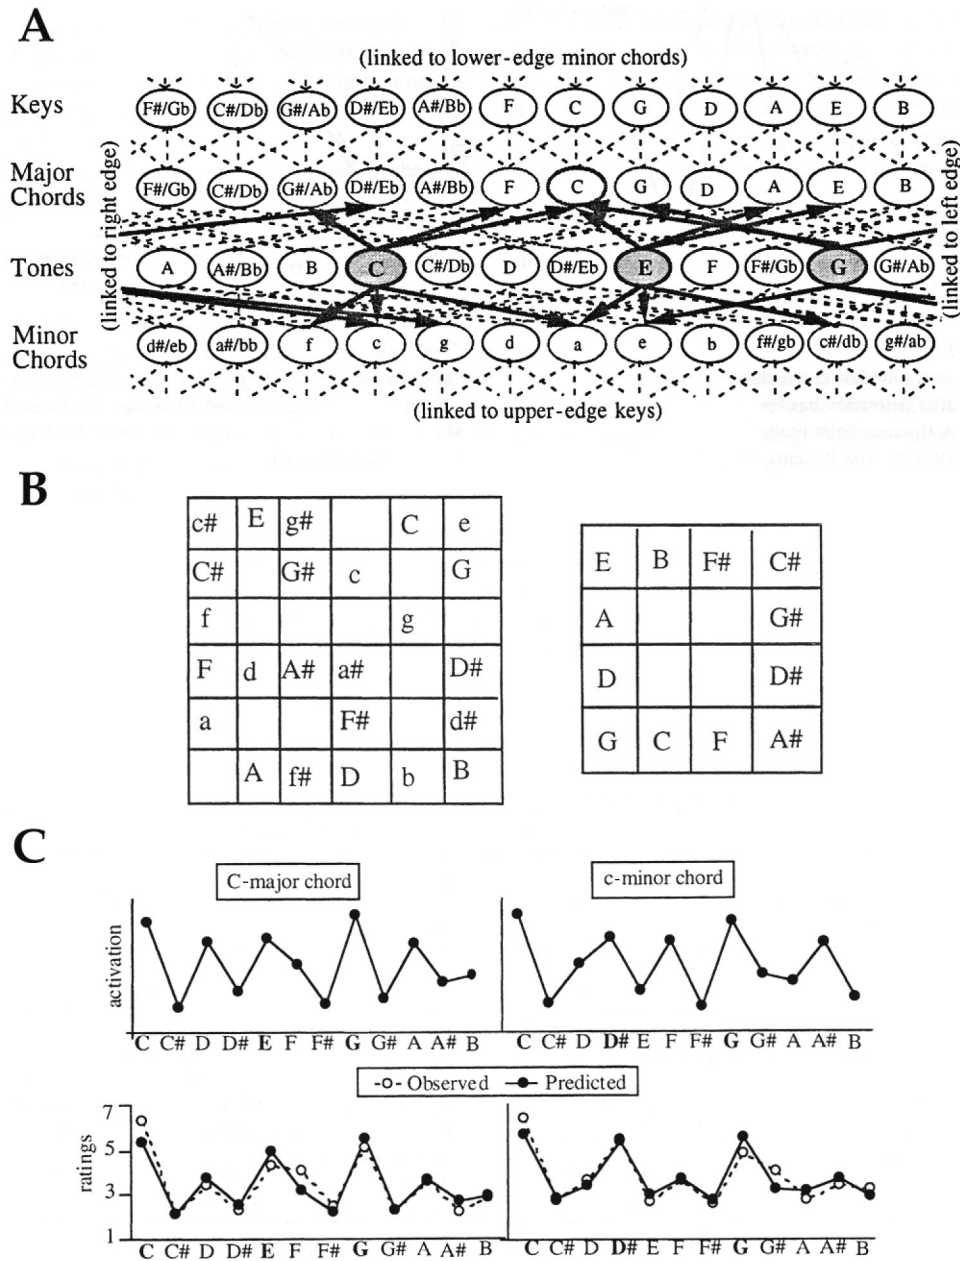 A
(linked to lower-edge minor chords)
Keys
F#/Gb C#/Db G#/Ab D#/Eb A#/Bb F C G D A E B
Major
Chords
F#/Gb C#/Db G#/Ab D#/Eb A#/Bb F C G D A E B
(linked to right edge)
(linked to left edge)
Tones
A A#/Bb B C C#/Db D D#/Eb E F F#/Gb G G#/Ab
Minor
Chords
d#/eb a#/bb f c g d a e b f#/gb c#/db g#/ab
(linked to upper-edge keys)
B
c# E g# C e
C# G# c G
f g
F d A# a# D#
a F# d#
A f# D b B
E B F# C#
A G#
D D#
G C F A#
C
C-major chord
c-minor chord
activation
C C# D D# E F F# G G# A A# B
C C# D D# E F F# G G# A A# B
Observed Predicted
ratings
7
5
3
1
C C# D D# E F F# G G# A A# B
C C# D D# E F F# G G# A A# B